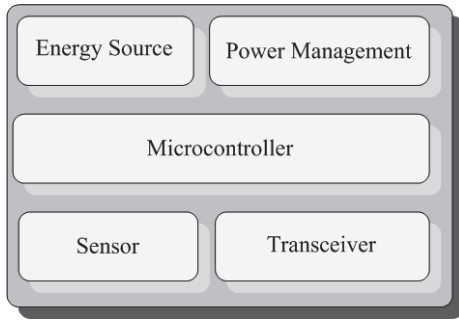 Energy Source
Power Management
Microcontroller
Sensor
Transceiver